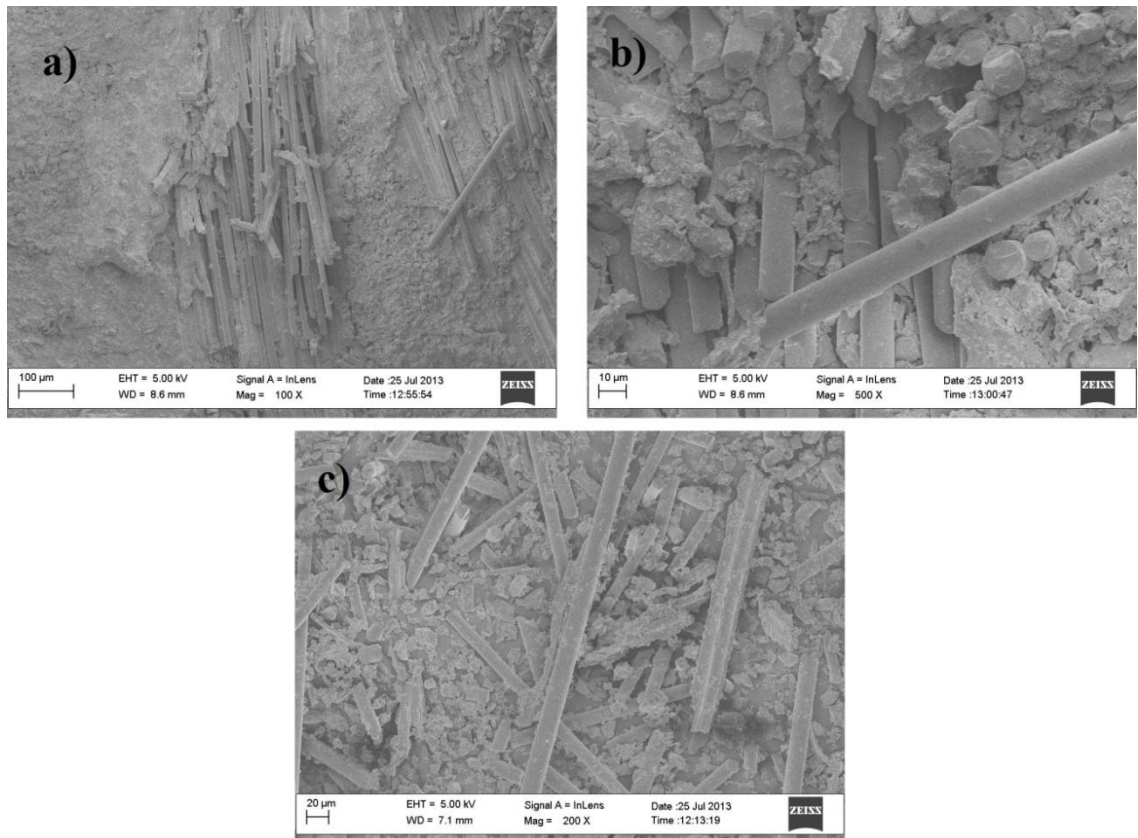 a)
100 µm
EHT = 5.00 kV
Signal A = InLens
Date :25 Jul 2013
WD = 8.6 mm
Mag = 100 X
Time :12:55:54
ZEISS
b)
10 µm
EHT = 5.00 kV
Signal A = InLens
Date :25 Jul 2013
WD = 8.6 mm
Mag = 500 X
Time :13:00:47
ZEISS
c)
20 µm
EHT = 5.00 kV
Signal A = InLens
Date :25 Jul 2013
WD = 7.1 mm
Mag = 200 X
Time :12:13:19
ZEISS